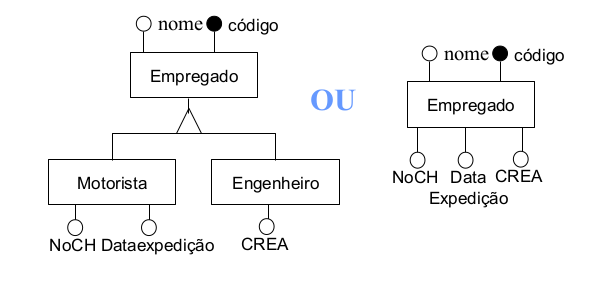 nome código
Empregado
Motorista Engenheiro
NoCH Dataexpedição CREA
OU
nome código
Empregado
NoCH Data CREA
Expedição